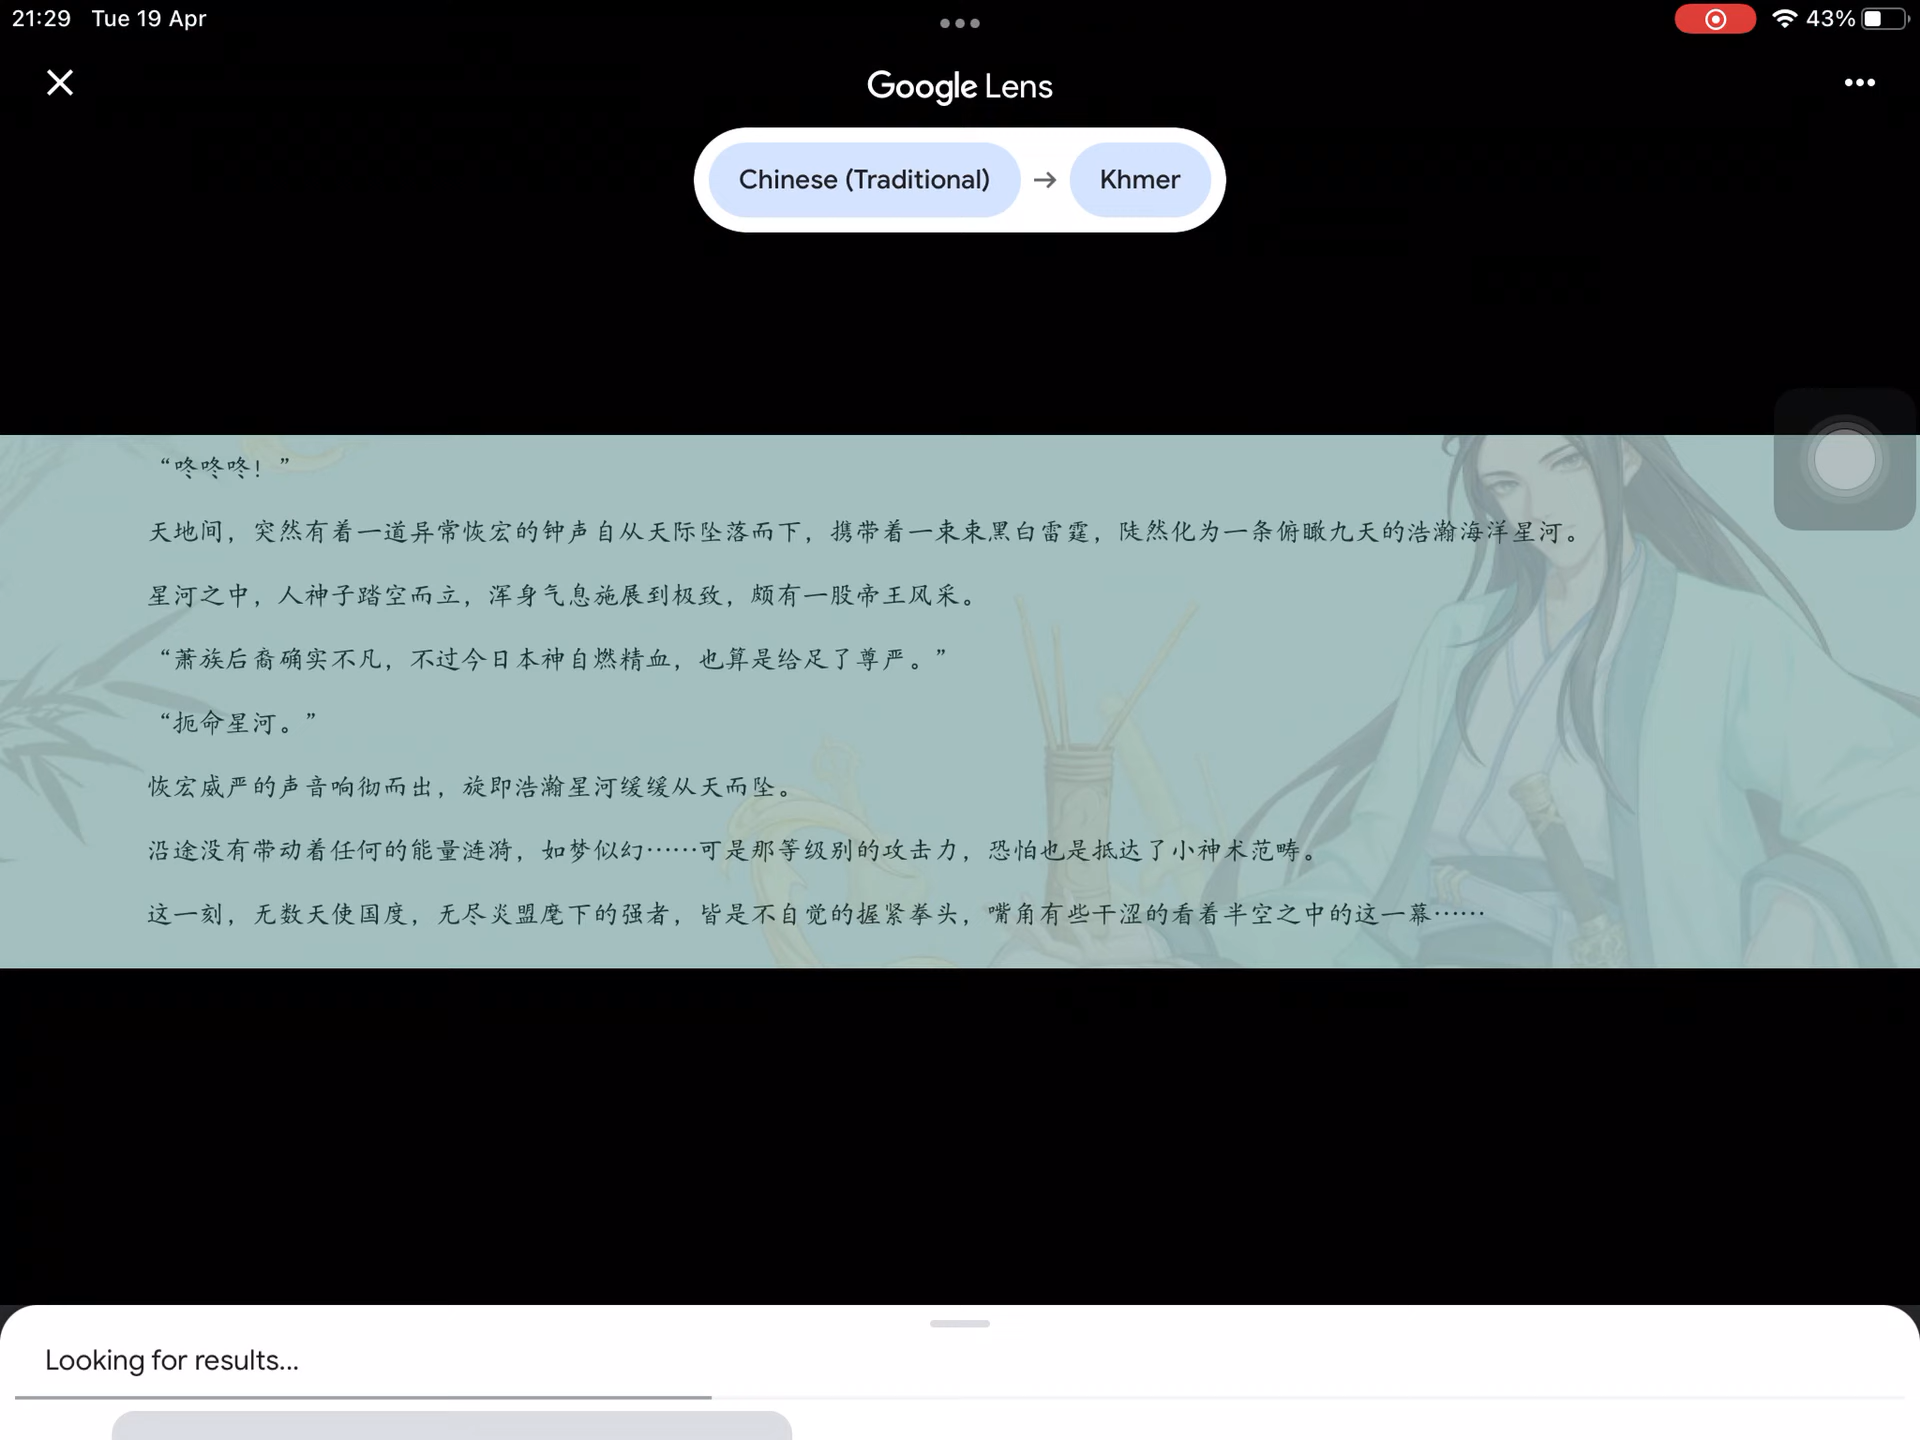 21:29 Tue 19 Apr
43%
Google Lens
Chinese (Traditional) → Khmer
“咚咚咚！”
天地间，突然有着一道异常恢宏的钟声自从天际坠落而下，携带着一束束黑白雷霆，陡然化为一条俯瞰九天的浩瀚海洋星河。
星河之中，人神子踏空而立，浑身气息施展到极致，颇有一股帝王风采。
“萧族后裔确实不凡，不过今日本神自燃精血，也算是给足了尊严。”
“扼命星河。”
恢宏威严的声音响彻而出，旋即浩瀚星河缓缓从天而坠。
沿途没有带动着任何的能量涟漪，如梦似幻……可是那等级别的攻击力，恐怕也是抵达了小神术范畴。
这一刻，无数天使国度，无尽炎盟麾下的强者，皆是不自觉的握紧拳头，嘴角有些干涩的看着半空之中的这一幕……
Looking for results...